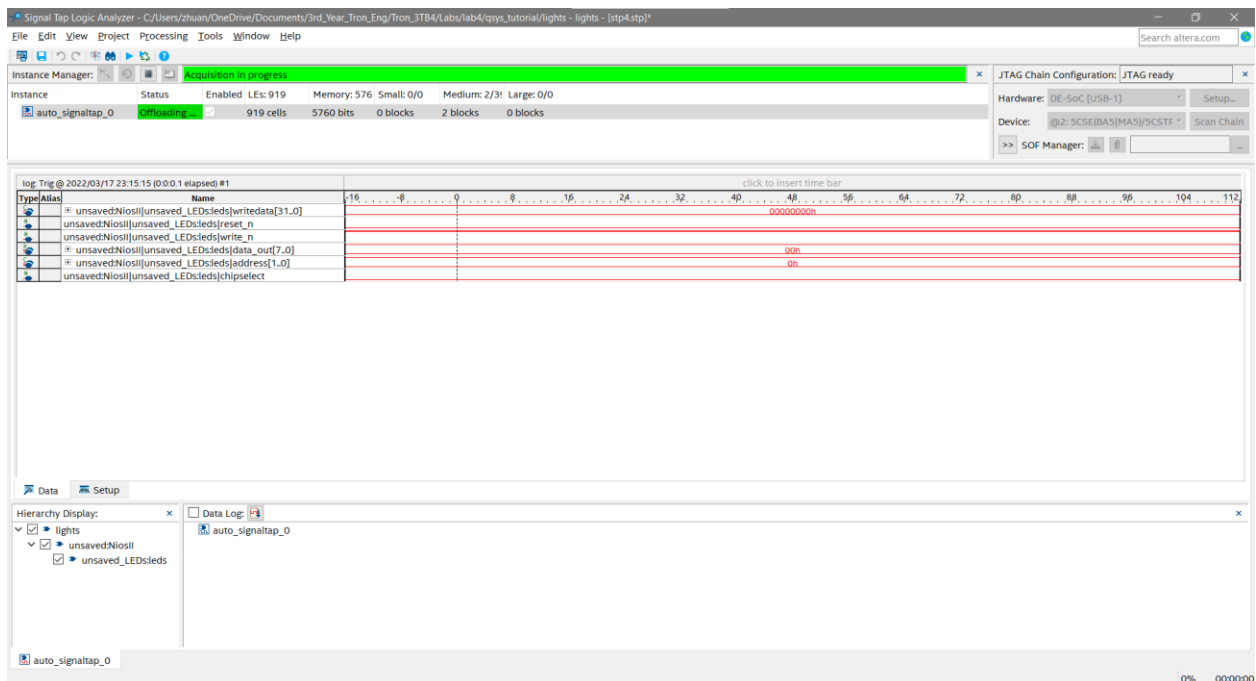 Signal Tap Logic Analyzer - C:/Users/zhuan/OneDrive/Documents/3rd_Year_Tron_Eng/Tron_3TB4/Labs/lab4/qsys_tutorial/lights - lights - [stp4.stp]*
File Edit View Project Processing Tools Window Help
Search altera.com
Instance Manager: Acquisition in progress
JTAG Chain Configuration: JTAG ready
Instance Status Enabled LEs: 919 Memory: 576 Small: 0/0 Medium: 2/3 Large: 0/0
Hardware: DE-SoC [USB-1] Setup...
auto_signaltap_0 Offloading ... 919 cells 5760 bits 0 blocks 2 blocks 0 blocks
Device: @2: 5CSE(BA5|MA5)/5CSTF Scan Chain
>> SOF Manager: ...
log: Trig @ 2022/03/17 23:15:15 (0:0:0.1 elapsed) #1 click to insert time bar
Type Alias Name -16 -8 0 8 16 24 32 40 48 56 64 72 80 88 96 104 112
unsaved:NiosII|unsaved_LEDs:leds|writedata[31..0] 00000000h
unsaved:NiosII|unsaved_LEDs:leds|reset_n
unsaved:NiosII|unsaved_LEDs:leds|write_n
unsaved:NiosII|unsaved_LEDs:leds|data_out[7..0] 00h
unsaved:NiosII|unsaved_LEDs:leds|address[1..0] 0h
unsaved:NiosII|unsaved_LEDs:leds|chipselect
Data Setup
Hierarchy Display: Data Log:
lights auto_signaltap_0
unsaved:NiosII
unsaved_LEDs:leds
auto_signaltap_0
0% 00:00:00